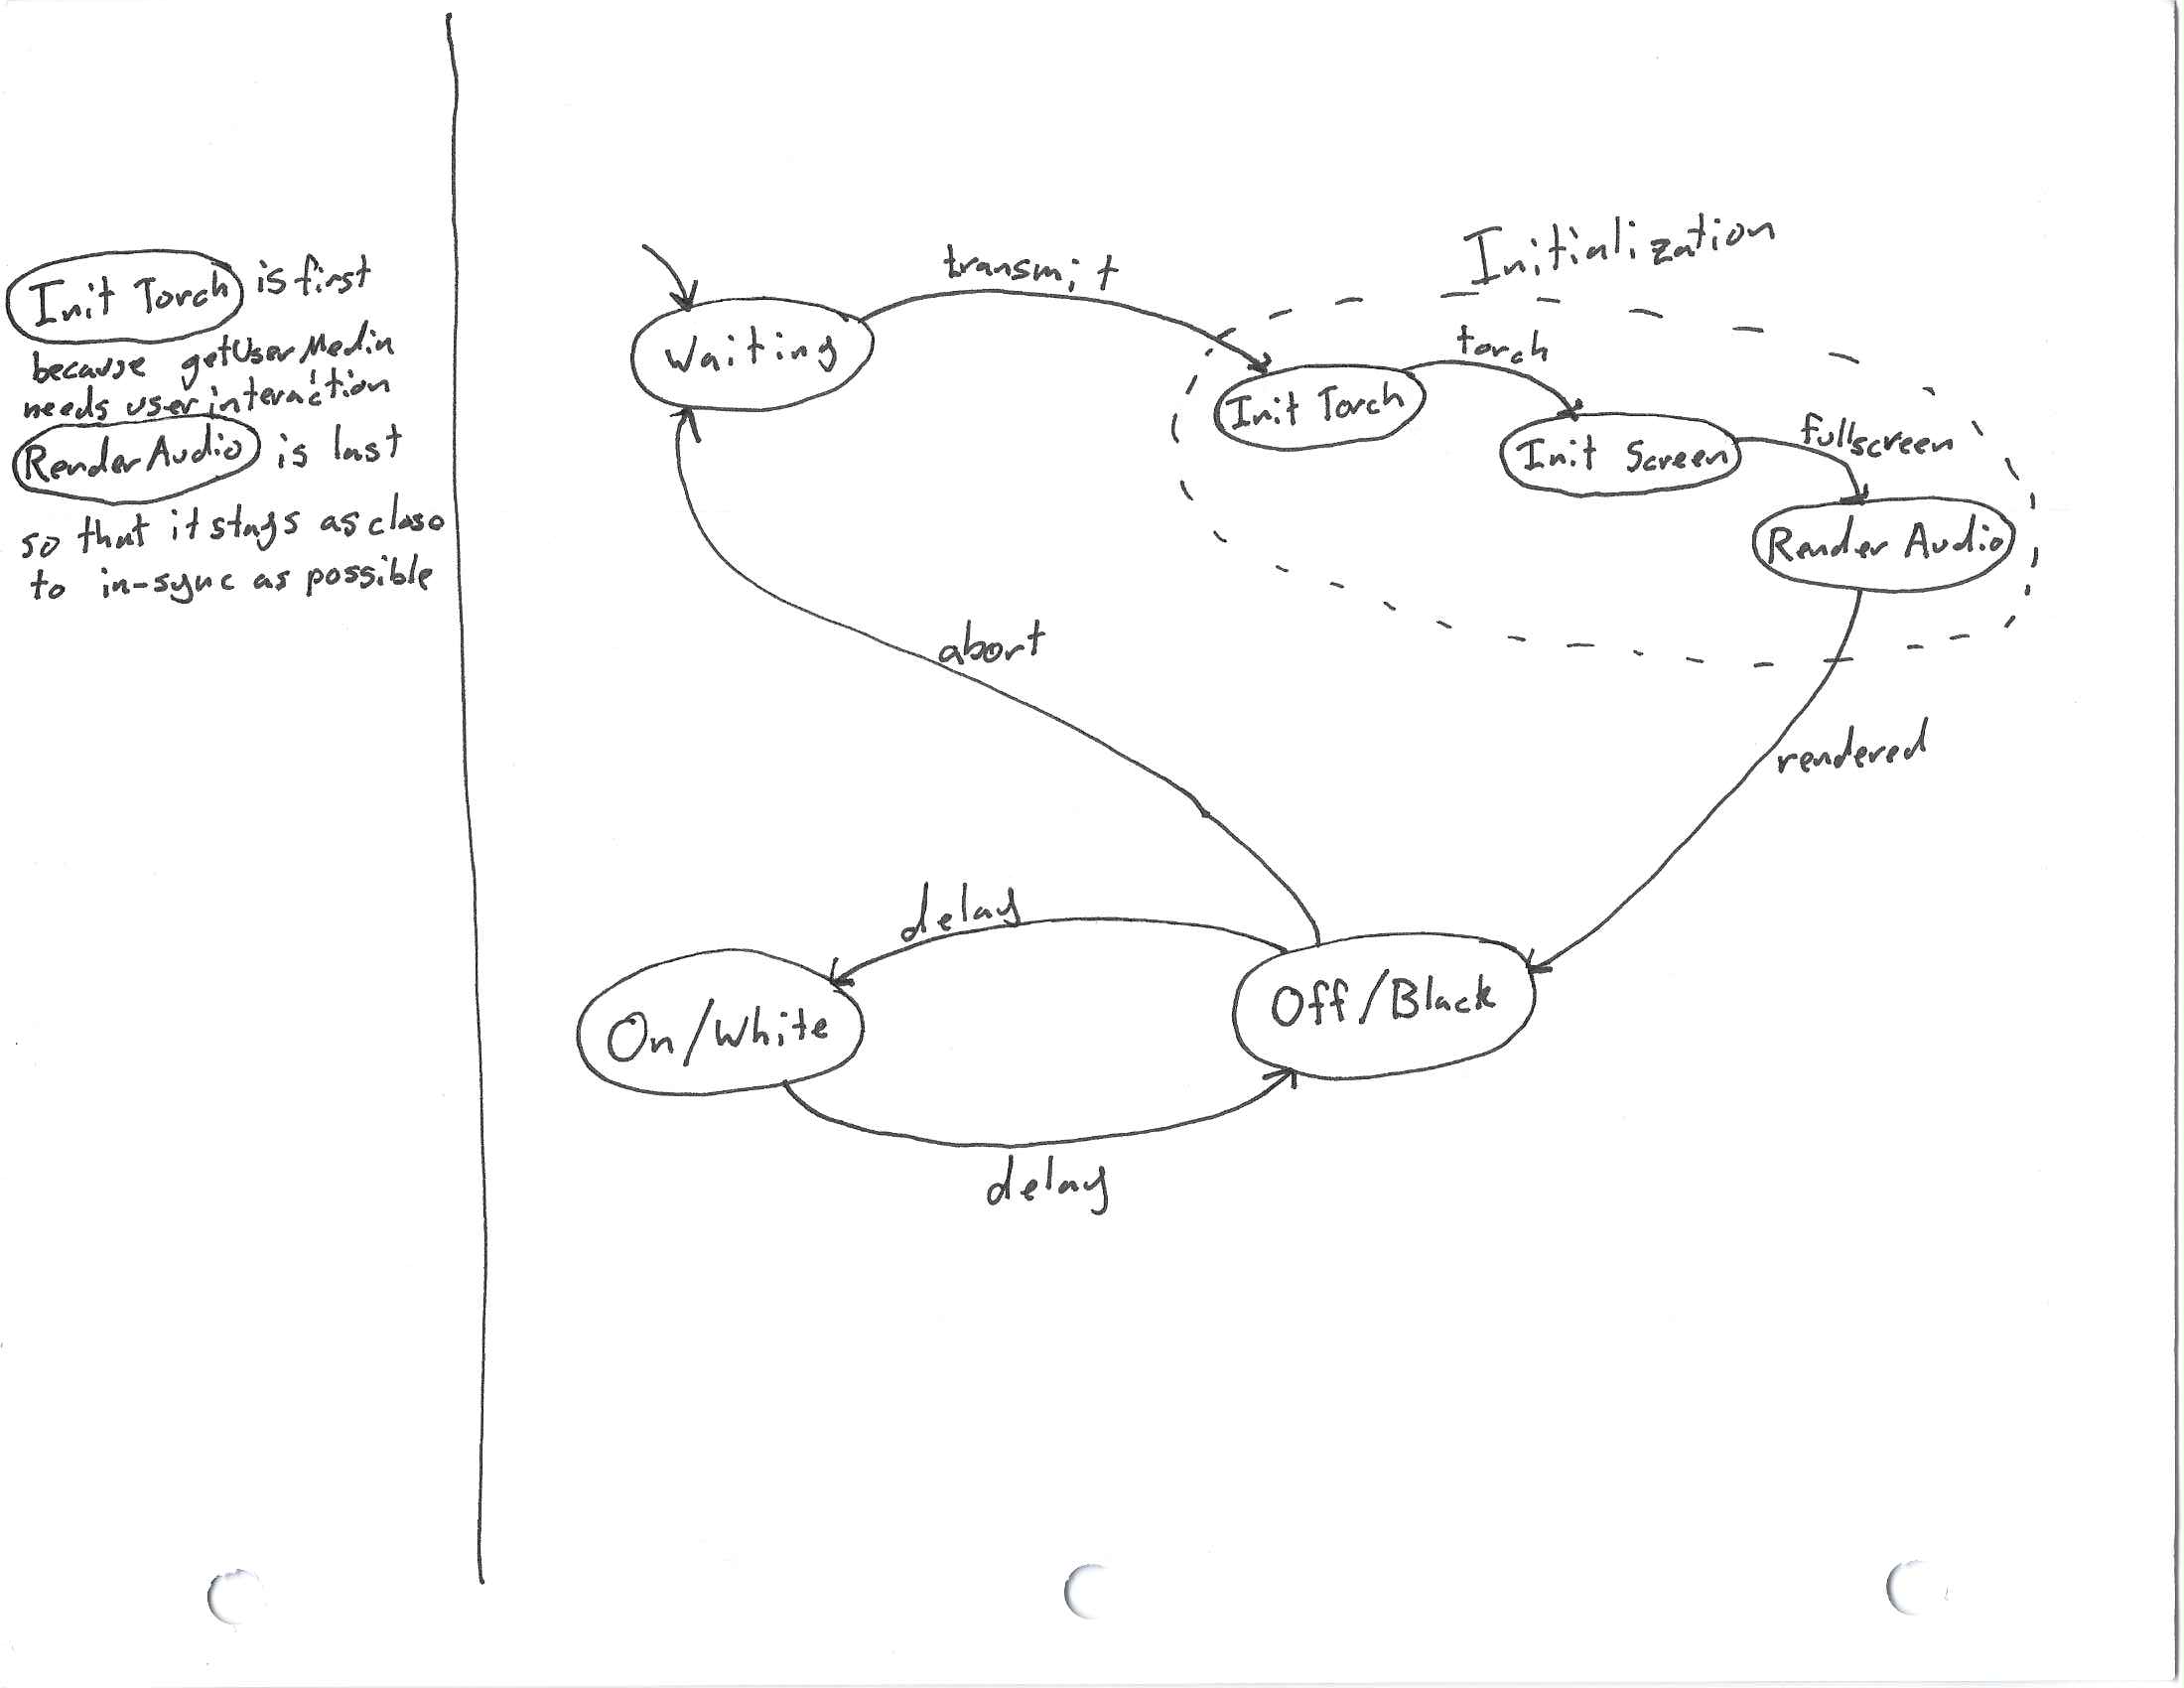 Init Torch is first
because getUserMedia
needs user interaction
Render Audio is last
so that it stays as close
to in-sync as possible
Initialization
transmit
Waiting
torch
Init Torch
fullscreen
Init Screen
Render Audio
abort
rendered
delay
Off/Black
On/White
delay